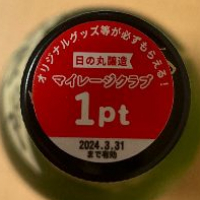 オリジナルグッズ等が必ずもらえる!
日の丸醸造
マイレージクラブ
1pt
2024.3.31
まで有効